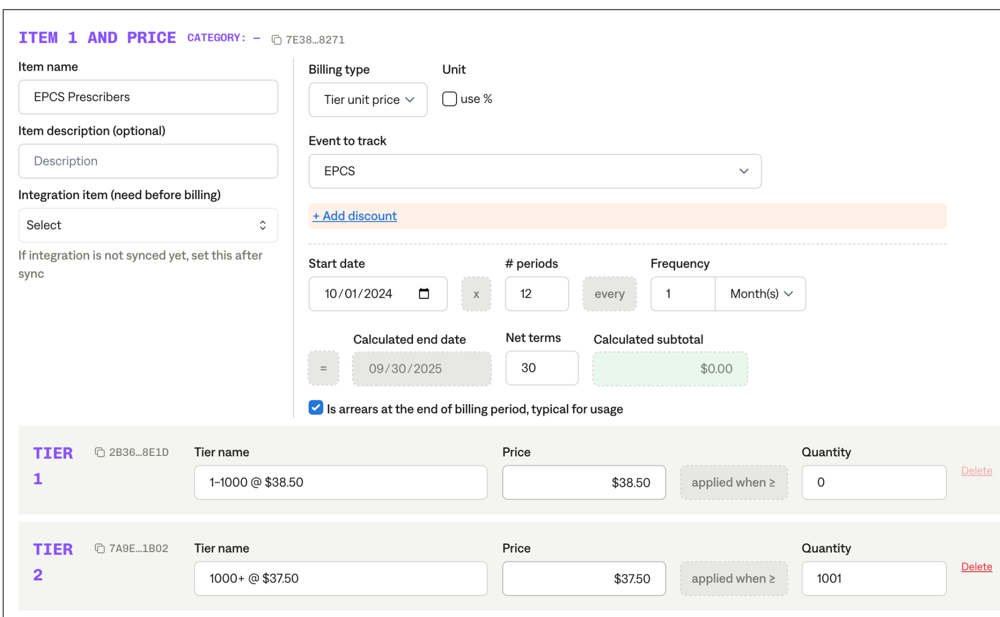 ITEM 1 AND PRICE CATEGORY: – 7E38…8271
Item name
EPCS Prescribers
Item description (optional)
Description
Integration item (need before billing)
Select
If integration is not synced yet, set this after
sync
Billing type Unit
Tier unit price use %
Event to track
EPCS
+ Add discount
Start date # periods Frequency
10/01/2024 x 12 every 1 Month(s)
Calculated end date Net terms Calculated subtotal
= 09/30/2025 30 $0.00
Is arrears at the end of billing period, typical for usage
TIER 1 2B36…8E1D Tier name Price Quantity
1–1000 @ $38.50 $38.50 applied when ≥ 0 Delete
TIER 2 7A9E…1B02 Tier name Price Quantity
1000+ @ $37.50 $37.50 applied when ≥ 1001 Delete